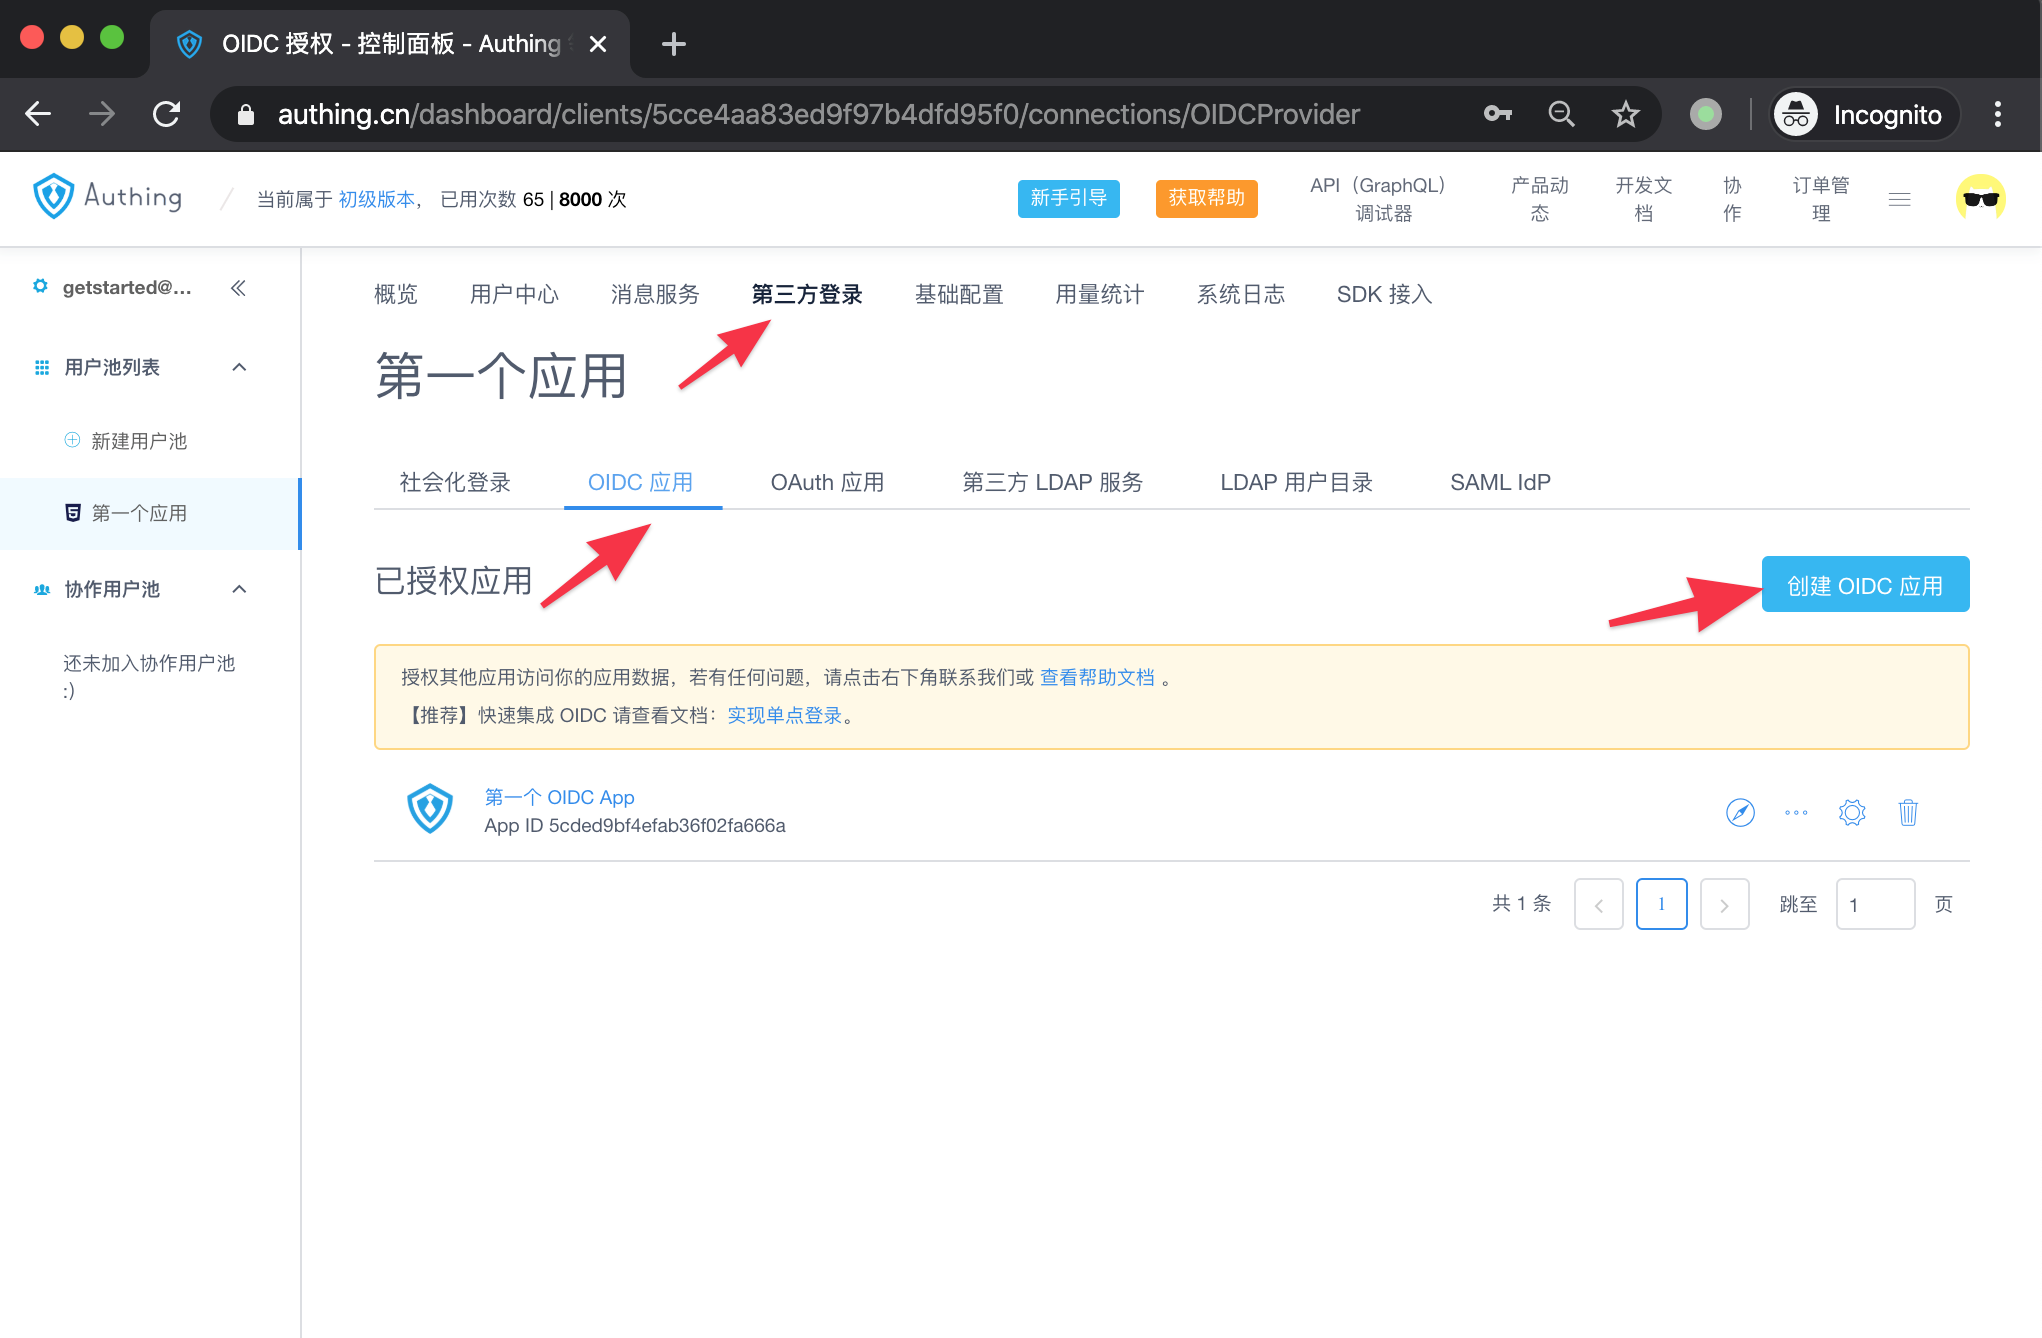 OIDC 授权 - 控制面板 - Authing
authing.cn/dashboard/clients/5cce4aa83ed9f97b4dfd95f0/connections/OIDCProvider
Incognito
Authing
当前属于 初级版本， 已用次数 65 | 8000 次
新手引导
获取帮助
API（GraphQL）
调试器
产品动
态
开发文
档
协
作
订单管
理
getstarted@...
用户池列表
新建用户池
第一个应用
协作用户池
还未加入协作用户池
:)
概览
用户中心
消息服务
第三方登录
基础配置
用量统计
系统日志
SDK 接入
第一个应用
社会化登录
OIDC 应用
OAuth 应用
第三方 LDAP 服务
LDAP 用户目录
SAML IdP
已授权应用
创建 OIDC 应用
授权其他应用访问你的应用数据，若有任何问题，请点击右下角联系我们或 查看帮助文档 。
【推荐】快速集成 OIDC 请查看文档：实现单点登录。
第一个 OIDC App
App ID 5cded9bf4efab36f02fa666a
共 1 条
1
跳至
1
页